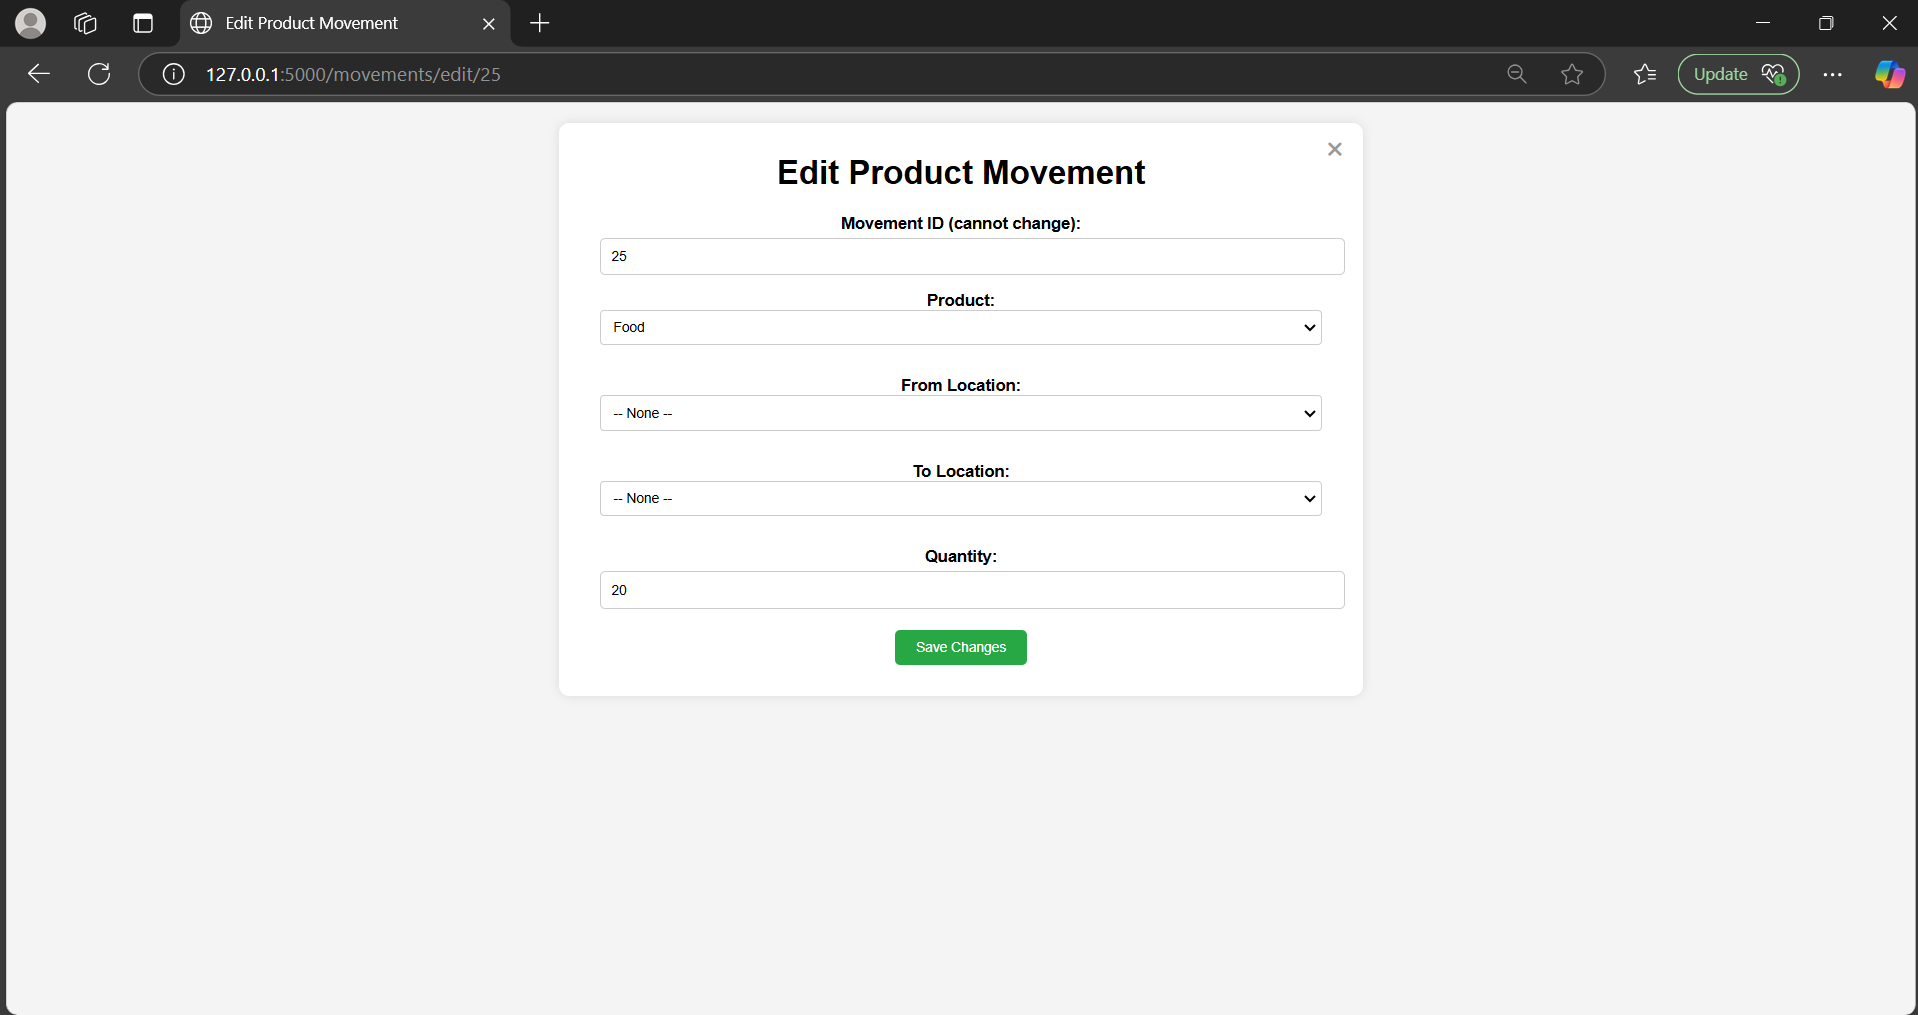 Edit Product Movement
127.0.0.1:5000/movements/edit/25
Update
Edit Product Movement
Movement ID (cannot change):
25
Product:
Food
From Location:
-- None --
To Location:
-- None --
Quantity:
20
Save Changes